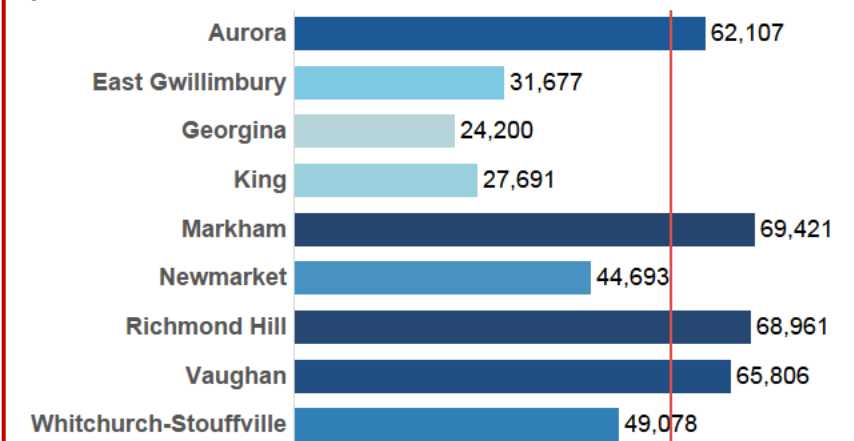 Aurora 62,107
East Gwillimbury 31,677
Georgina 24,200
King 27,691
Markham 69,421
Newmarket 44,693
Richmond Hill 68,961
Vaughan 65,806
Whitchurch-Stouffville 49,078